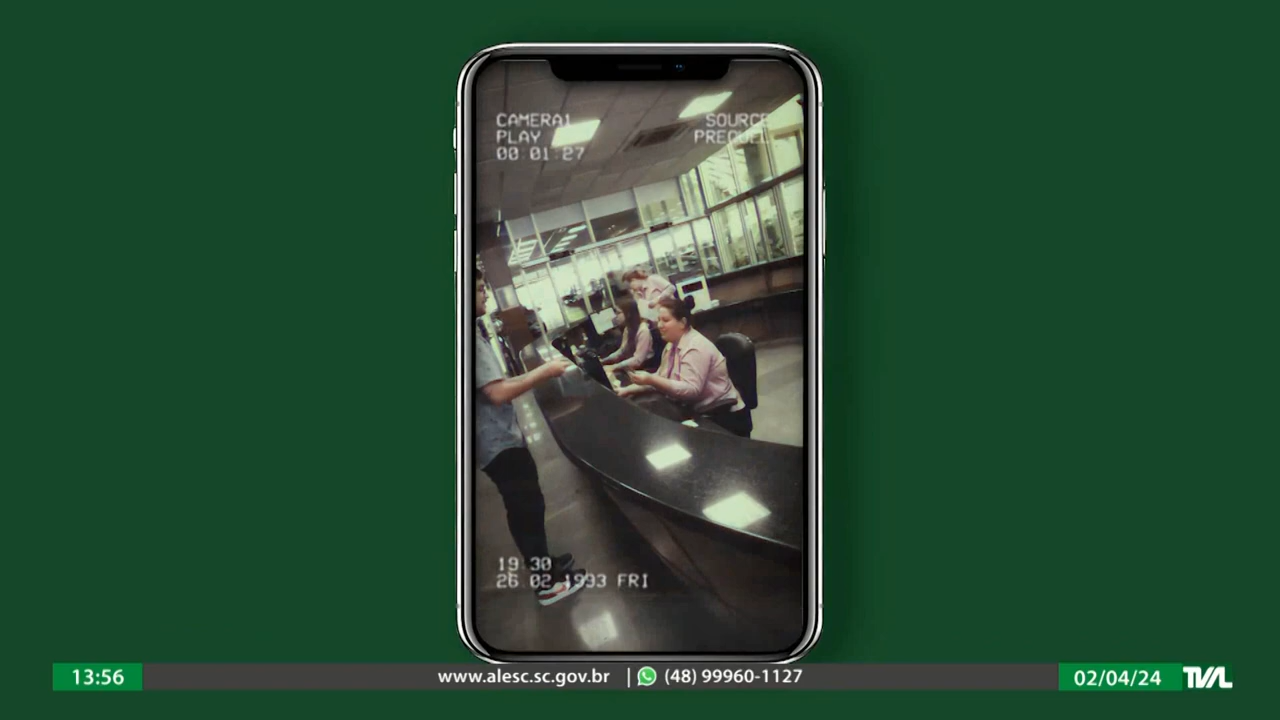 CAMERA1
PLAY
00:01:27
SOURCE
PREQUEL
19:30
26 02 1993 FRI
13:56
www.alesc.sc.gov.br | (48) 99960-1127
02/04/24
TVAL